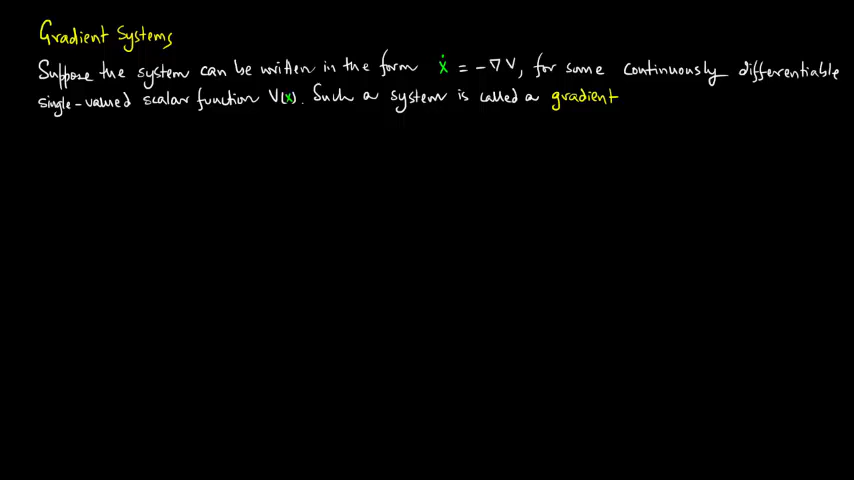 Gradient Systems
Suppose the system can be written in the form ẋ = -∇V, for some continuously differentiable
single-valued scalar function V(x). Such a system is called a gradient